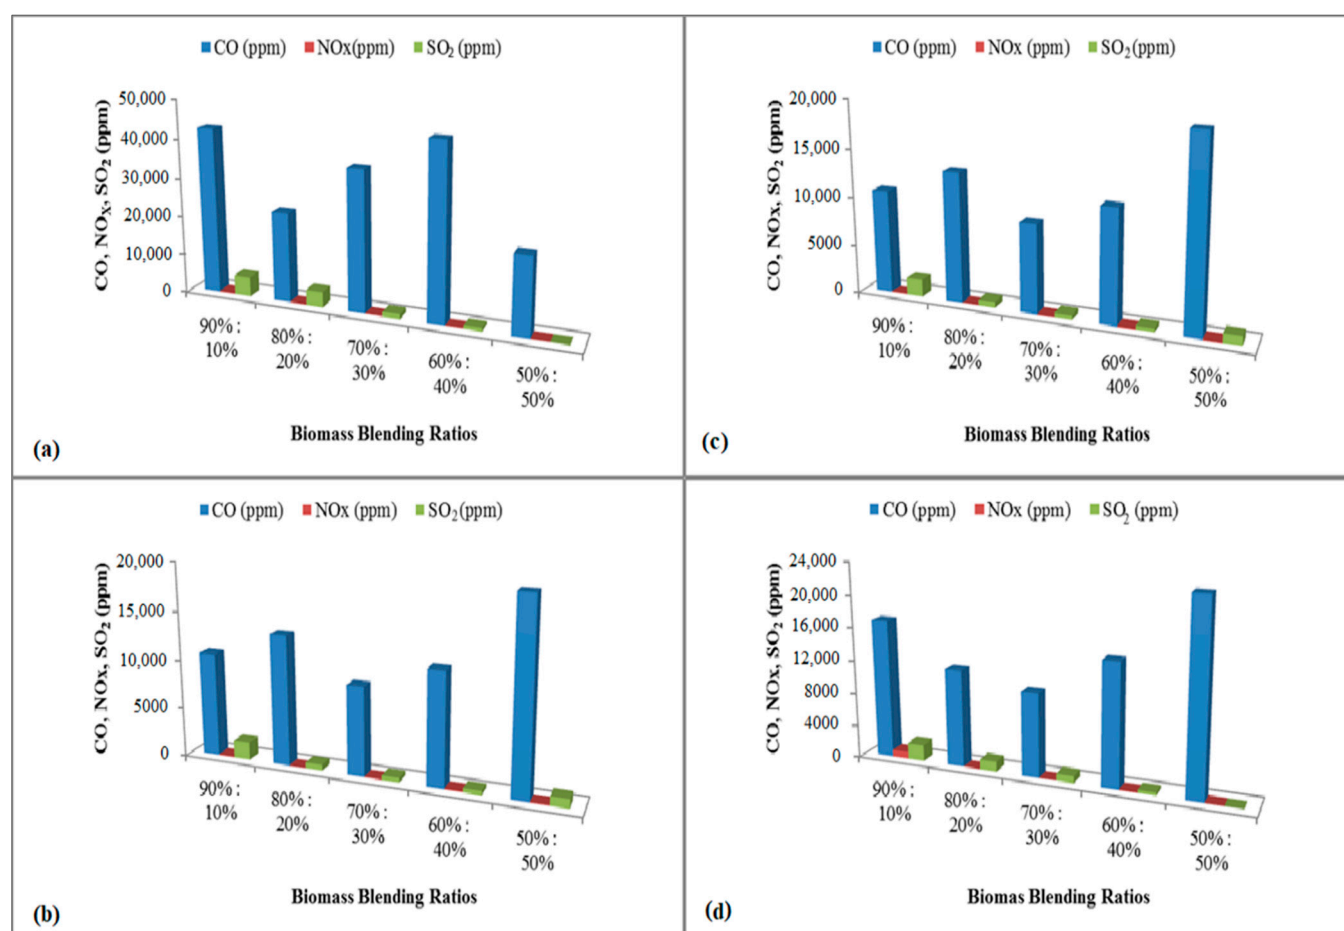 CO (ppm) NOx(ppm) SO2 (ppm)
CO, NOX, SO2 (ppm)
50,000
40,000
30,000
20,000
10,000
0
90% : 80% : 70% : 60% : 50% :
10% 20% 30% 40% 50%
Biomass Blending Ratios
(a)
CO (ppm) NOx (ppm) SO2(ppm)
CO, NOx, SO2 (ppm)
20,000
15,000
10,000
5000
0
90% : 80% : 70% : 60% : 50% :
10% 20% 30% 40% 50%
Biomass Blending Ratios
(c)
CO (ppm) NOx (ppm) SO2(ppm)
CO, NOx, SO2 (ppm)
20,000
15,000
10,000
5000
0
90% : 80% : 70% : 60% : 50% :
10% 20% 30% 40% 50%
Biomass Blending Ratios
(b)
CO (ppm) NOx (ppm) SO2 (ppm)
CO, NOx, SO2 (ppm)
24,000
20,000
16,000
12,000
8000
4000
0
90% : 80% : 70% : 60% : 50% :
10% 20% 30% 40% 50%
Biomas Blending Ratios
(d)